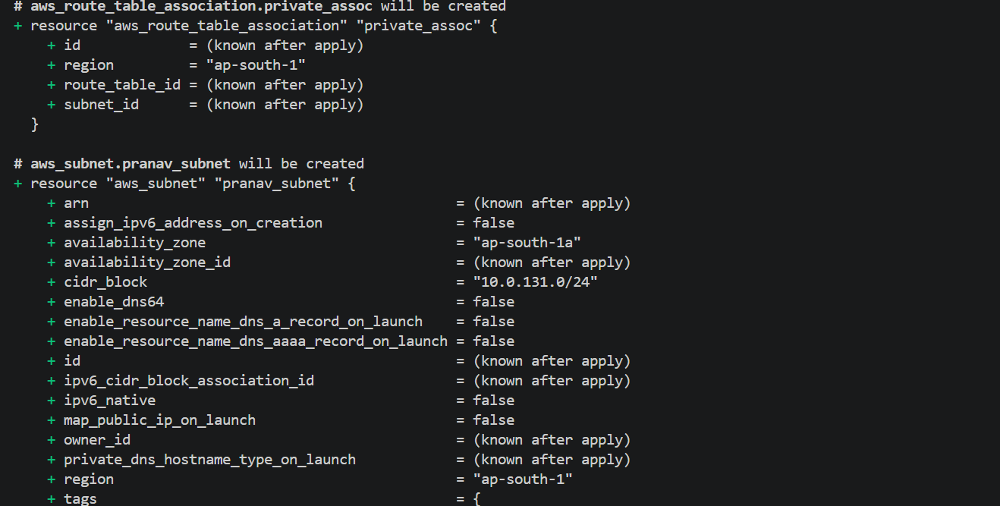 # aws_route_table_association.private_assoc will be created
+ resource "aws_route_table_association" "private_assoc" {
+ id = (known after apply)
+ region = "ap-south-1"
+ route_table_id = (known after apply)
+ subnet_id = (known after apply)
}
# aws_subnet.pranav_subnet will be created
+ resource "aws_subnet" "pranav_subnet" {
+ arn = (known after apply)
+ assign_ipv6_address_on_creation = false
+ availability_zone = "ap-south-1a"
+ availability_zone_id = (known after apply)
+ cidr_block = "10.0.131.0/24"
+ enable_dns64 = false
+ enable_resource_name_dns_a_record_on_launch = false
+ enable_resource_name_dns_aaaa_record_on_launch = false
+ id = (known after apply)
+ ipv6_cidr_block_association_id = (known after apply)
+ ipv6_native = false
+ map_public_ip_on_launch = false
+ owner_id = (known after apply)
+ private_dns_hostname_type_on_launch = (known after apply)
+ region = "ap-south-1"
+ tags = {